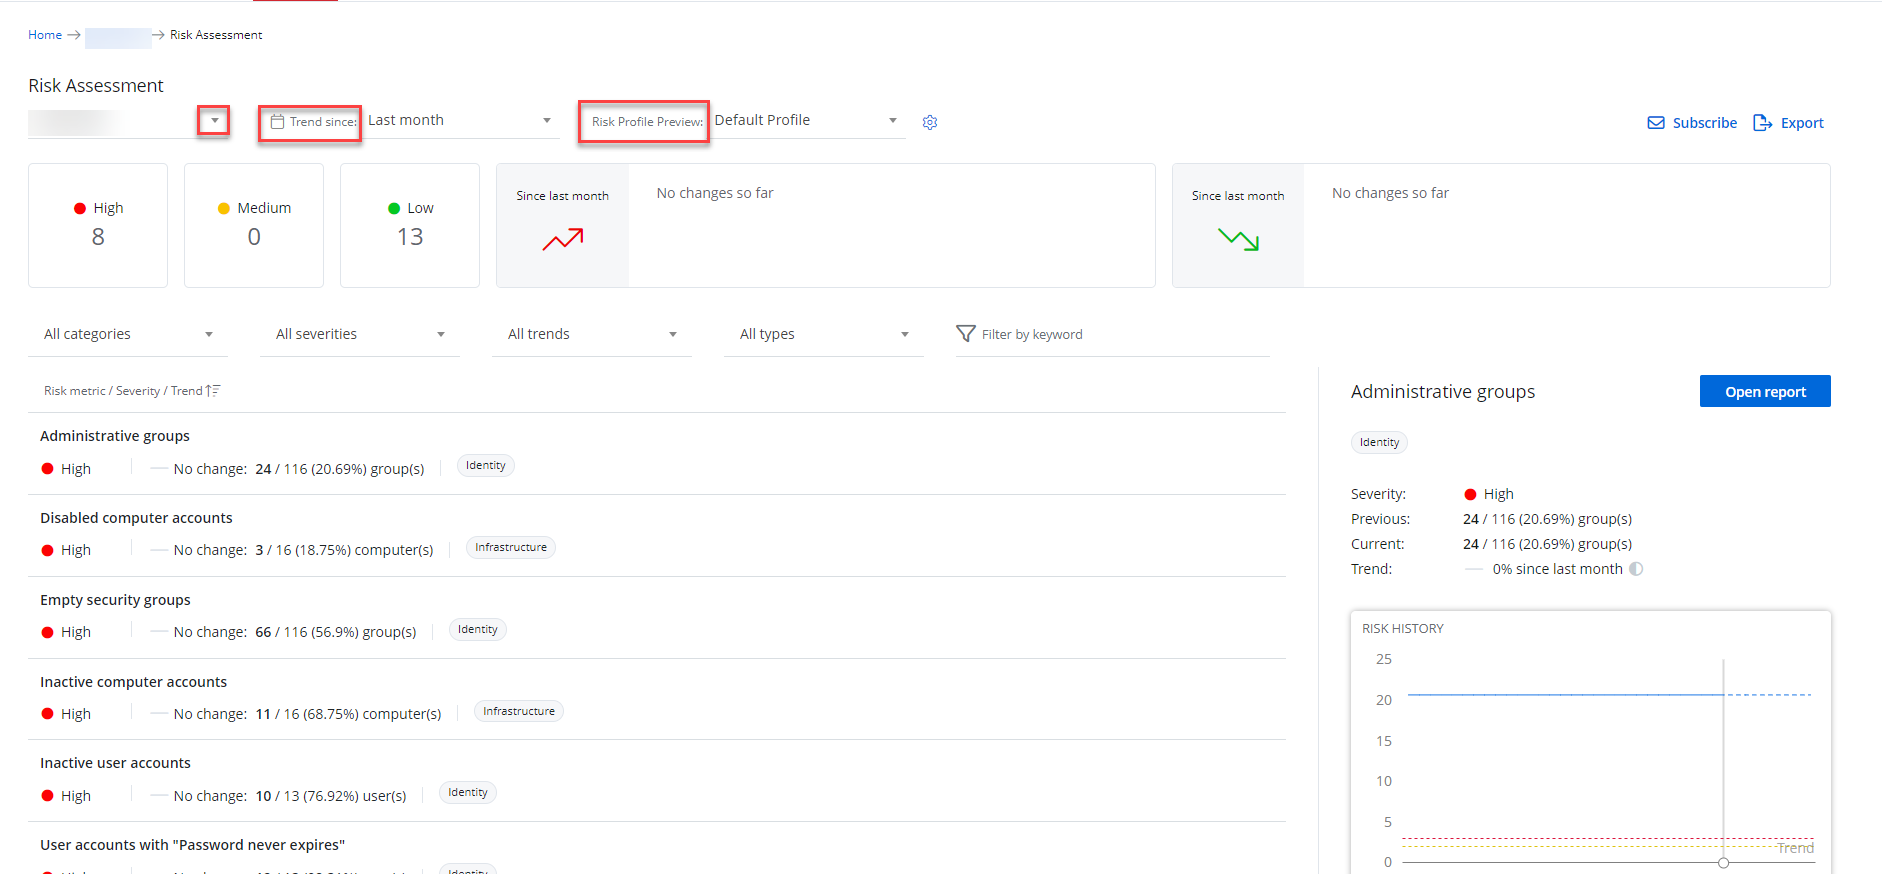 Home → → Risk Assessment
Risk Assessment
Trend since: Last month
Risk Profile Preview: Default Profile
Subscribe
Export
High
8
Medium
0
Low
13
Since last month
No changes so far
Since last month
No changes so far
All categories
All severities
All trends
All types
Filter by keyword
Risk metric / Severity / Trend
Administrative groups
High
No change: 24 / 116 (20.69%) group(s)
Identity
Disabled computer accounts
High
No change: 3 / 16 (18.75%) computer(s)
Infrastructure
Empty security groups
High
No change: 66 / 116 (56.9%) group(s)
Identity
Inactive computer accounts
High
No change: 11 / 16 (68.75%) computer(s)
Infrastructure
Inactive user accounts
High
No change: 10 / 13 (76.92%) user(s)
Identity
User accounts with "Password never expires"
Identity
Administrative groups
Open report
Identity
Severity: High
Previous: 24 / 116 (20.69%) group(s)
Current: 24 / 116 (20.69%) group(s)
Trend: 0% since last month
RISK HISTORY
25
20
15
10
5
Trend
0